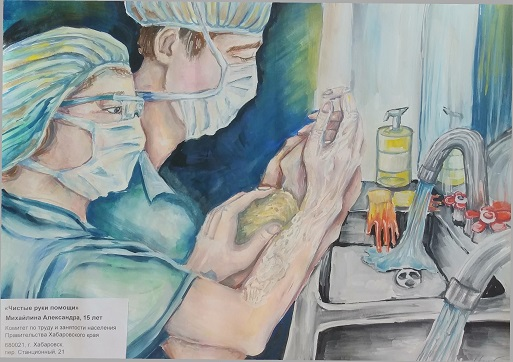 «Чистые руки помощи»
Михайлина Александра, 15 лет
Комитет по труду и занятости населения
Правительства Хабаровского края
680021, г. Хабаровск
пер. Станционный, 21